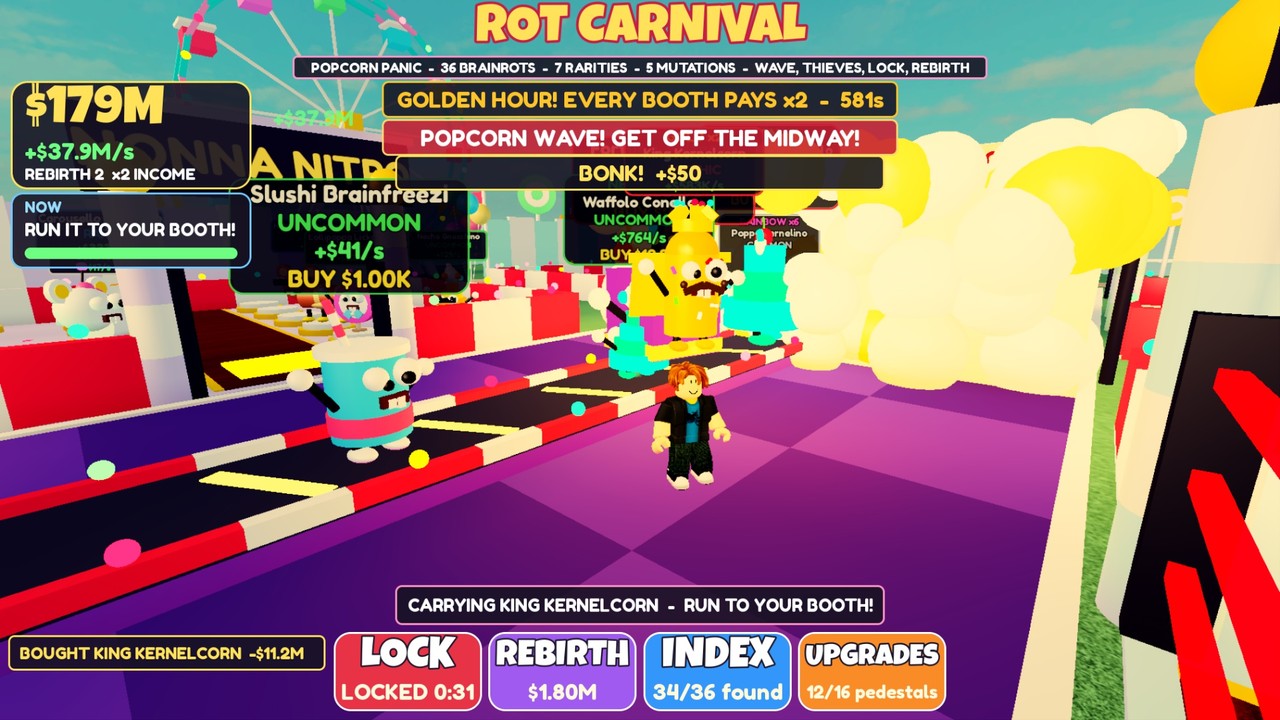 ROT CARNIVAL
POPCORN PANIC - 36 BRAINROTS - 7 RARITIES - 5 MUTATIONS - WAVE, THIEVES, LOCK, REBIRTH
$179M
+$37.9M/s
REBIRTH 2 x2 INCOME
GOLDEN HOUR! EVERY BOOTH PAYS x2 - 581s
POPCORN WAVE! GET OFF THE MIDWAY!
BONK! +$50
NOW
RUN IT TO YOUR BOOTH!
NONNA NITRO
Slushi Brainfreezi
UNCOMMON
+$41/s
BUY $1.00K
+$764/s
CARRYING KING KERNELCORN - RUN TO YOUR BOOTH!
BOUGHT KING KERNELCORN -$11.2M
LOCK
LOCKED 0:31
REBIRTH
$1.80M
INDEX
34/36 found
UPGRADES
12/16 pedestals